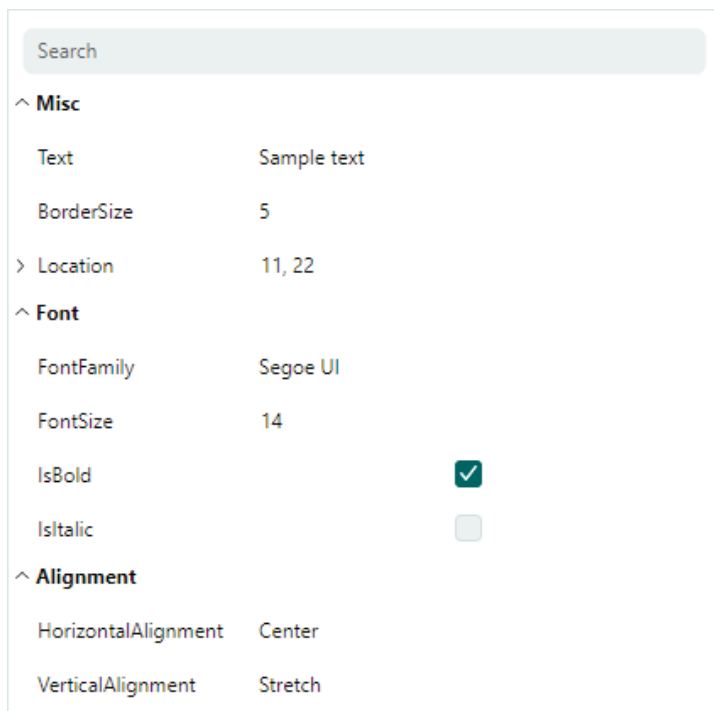 Search
Misc
Text Sample text
BorderSize 5
Location 11, 22
Font
FontFamily Segoe UI
FontSize 14
IsBold
IsItalic
Alignment
HorizontalAlignment Center
VerticalAlignment Stretch